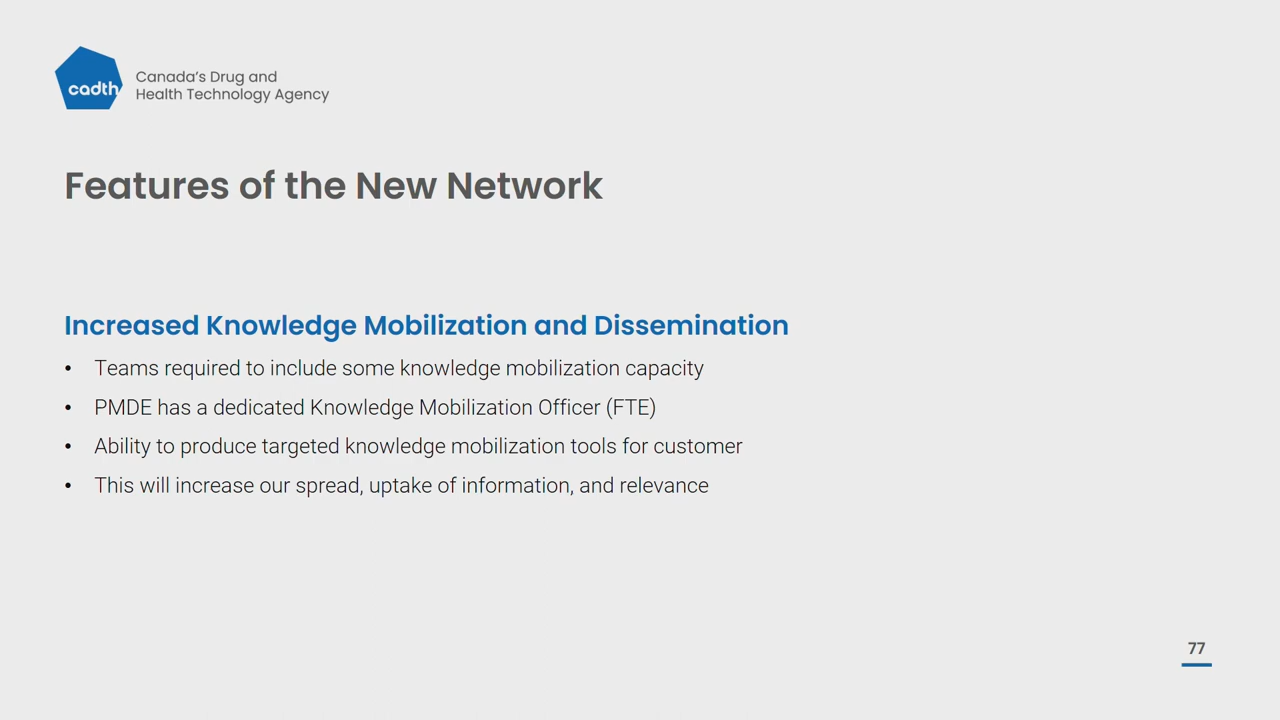 cadth
Canada's Drug and
Health Technology Agency
Features of the New Network
Increased Knowledge Mobilization and Dissemination
• Teams required to include some knowledge mobilization capacity
• PMDE has a dedicated Knowledge Mobilization Officer (FTE)
• Ability to produce targeted knowledge mobilization tools for customer
• This will increase our spread, uptake of information, and relevance
77